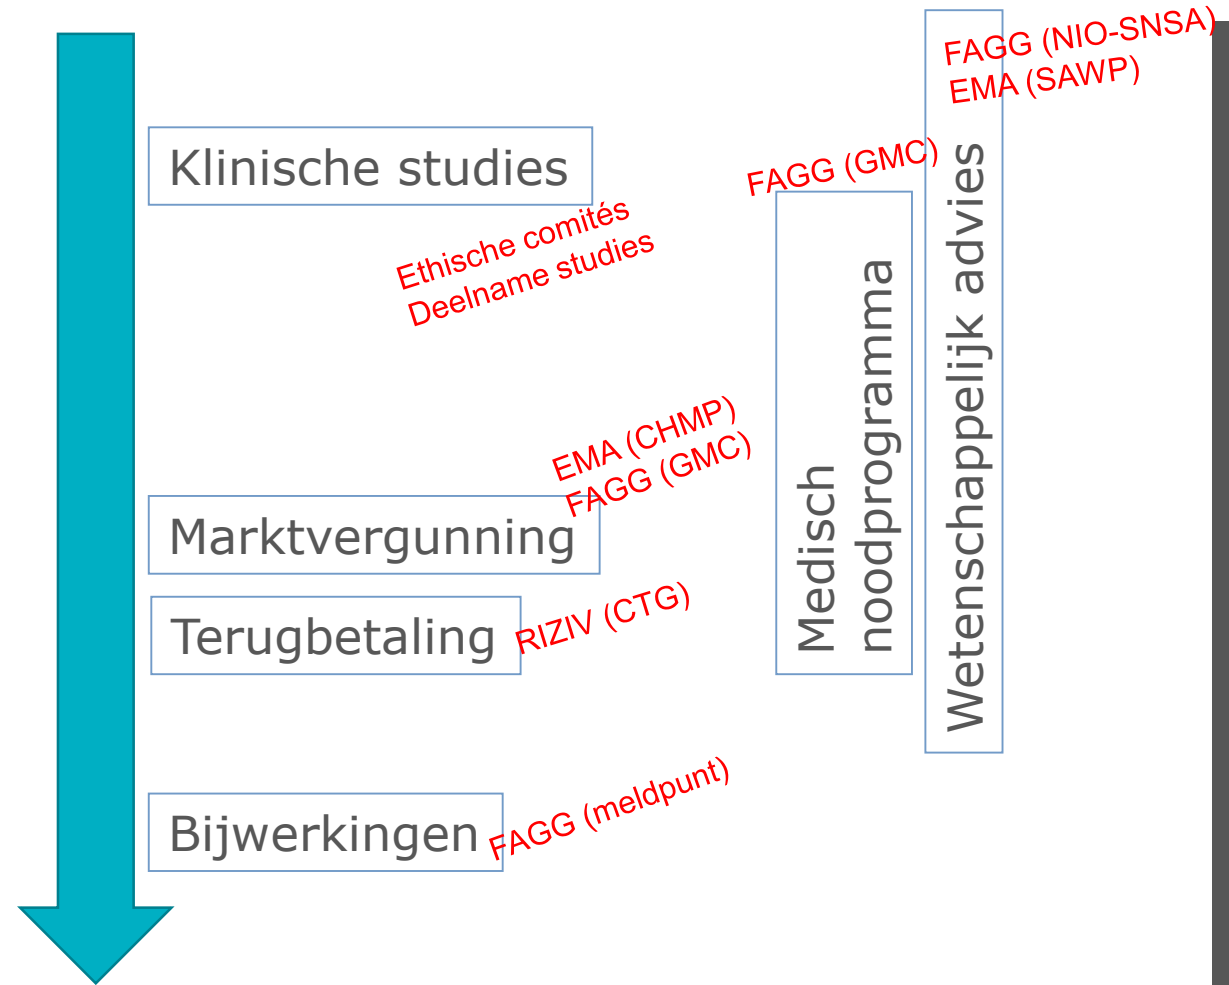 FAGG (NIO-SNSA)
EMA (SAWP)
Klinische studies
FAGG (GMC)
Ethische comités
Deelname studies
Medisch
noodprogramma
Wetenschappelijk advies
EMA (CHMP)
FAGG (GMC)
Marktvergunning
Terugbetaling
RIZIV (CTG)
Bijwerkingen
FAGG (meldpunt)